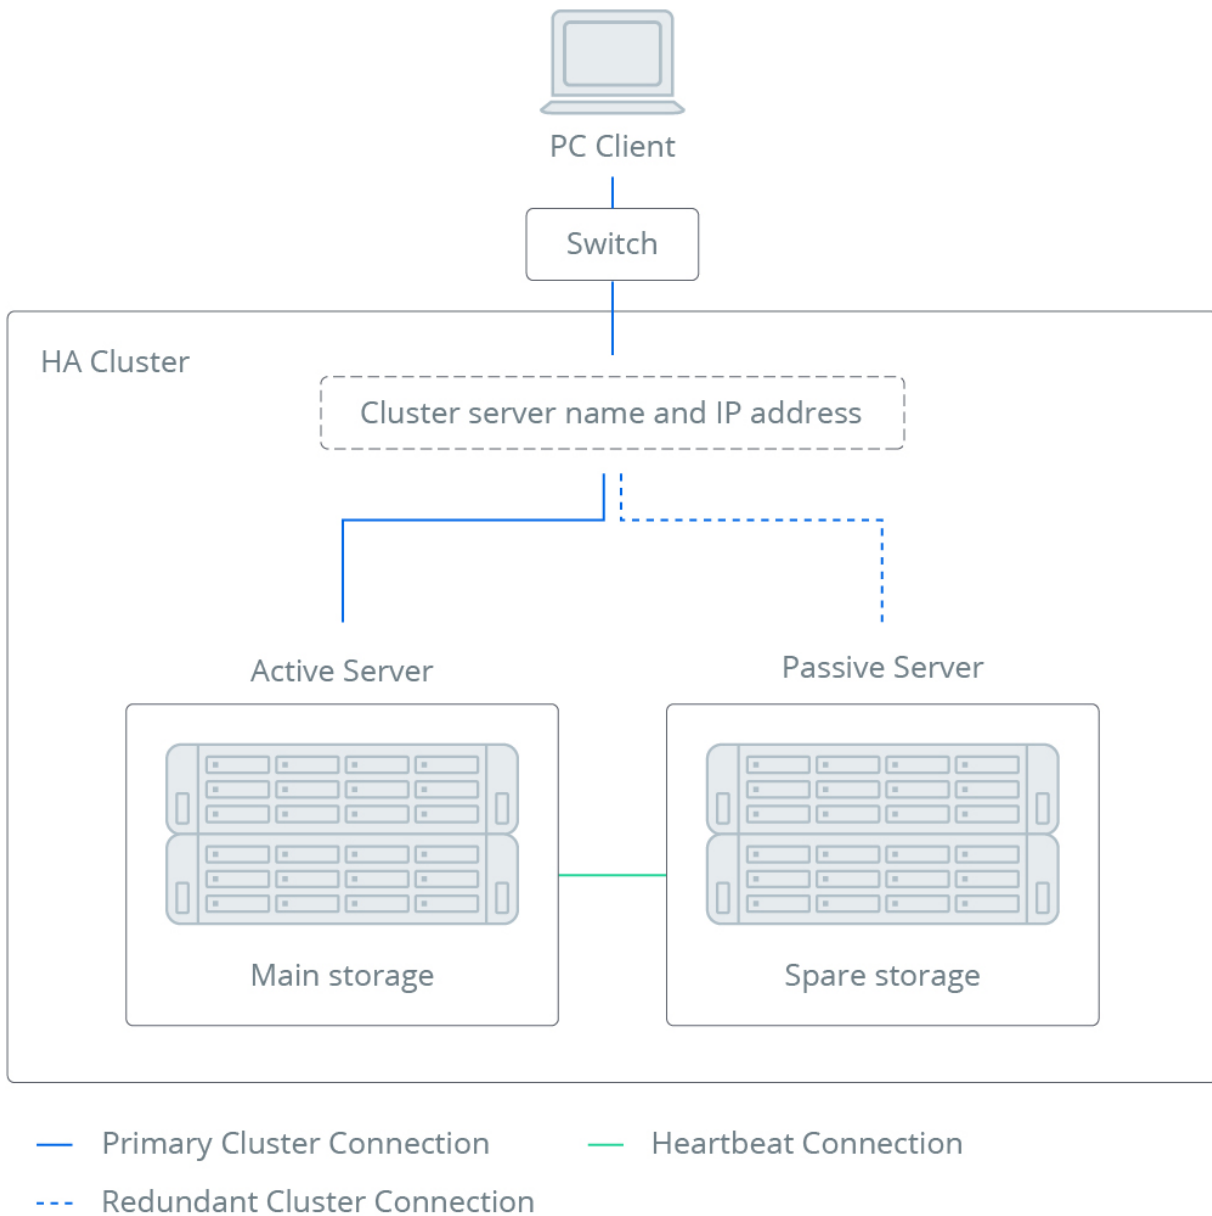 PC Client
Switch
HA Cluster
Cluster server name and IP address
Active Server
Passive Server
Main storage
Spare storage
Primary Cluster Connection
Heartbeat Connection
Redundant Cluster Connection